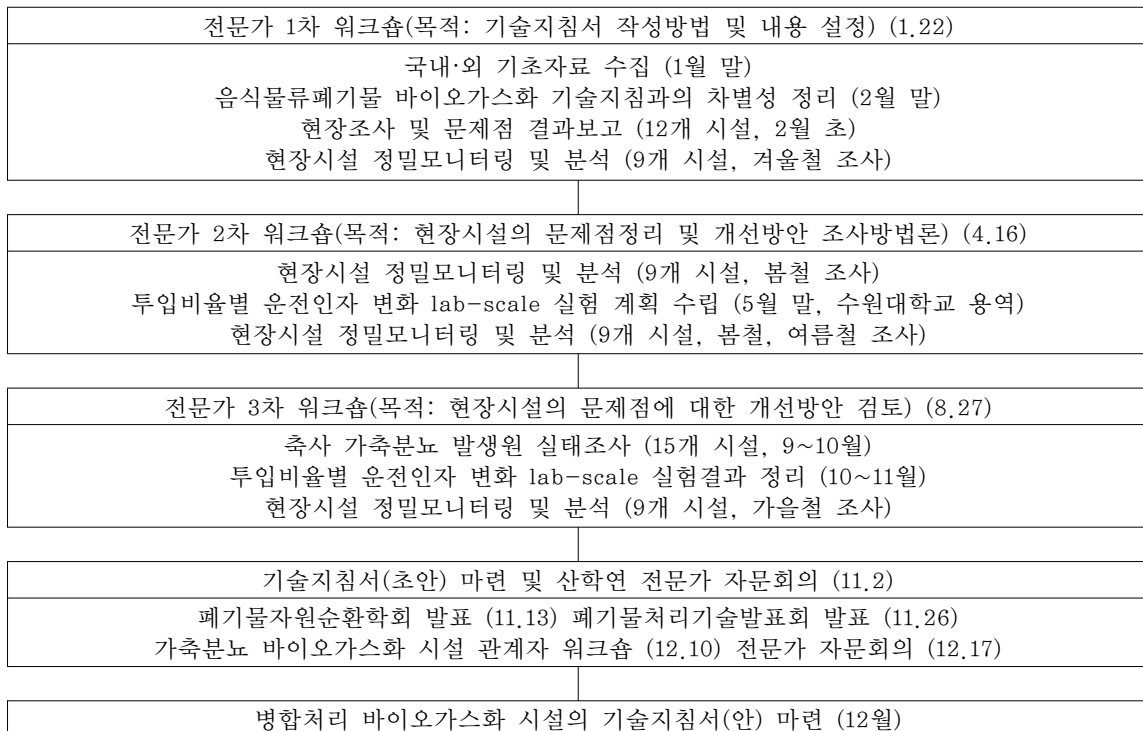 전문가 1차 워크숍(목적: 기술지침서 작성방법 및 내용 설정) (1.22)
국내·외 기초자료 수집 (1월 말)
음식물류폐기물 바이오가스화 기술지침과의 차별성 정리 (2월 말)
현장조사 및 문제점 결과보고 (12개 시설, 2월 초)
현장시설 정밀모니터링 및 분석 (9개 시설, 겨울철 조사)
전문가 2차 워크숍(목적: 현장시설의 문제점정리 및 개선방안 조사방법론) (4.16)
현장시설 정밀모니터링 및 분석 (9개 시설, 봄철 조사)
투입비율별 운전인자 변화 lab-scale 실험 계획 수립 (5월 말, 수원대학교 용역)
현장시설 정밀모니터링 및 분석 (9개 시설, 봄철, 여름철 조사)
전문가 3차 워크숍(목적: 현장시설의 문제점에 대한 개선방안 검토) (8.27)
축사 가축분뇨 발생원 실태조사 (15개 시설, 9~10월)
투입비율별 운전인자 변화 lab-scale 실험결과 정리 (10~11월)
현장시설 정밀모니터링 및 분석 (9개 시설, 가을철 조사)
기술지침서(초안) 마련 및 산학연 전문가 자문회의 (11.2)
폐기물자원순환학회 발표 (11.13) 폐기물처리기술발표회 발표 (11.26)
가축분뇨 바이오가스화 시설 관계자 워크숍 (12.10) 전문가 자문회의 (12.17)
병합처리 바이오가스화 시설의 기술지침서(안) 마련 (12월)